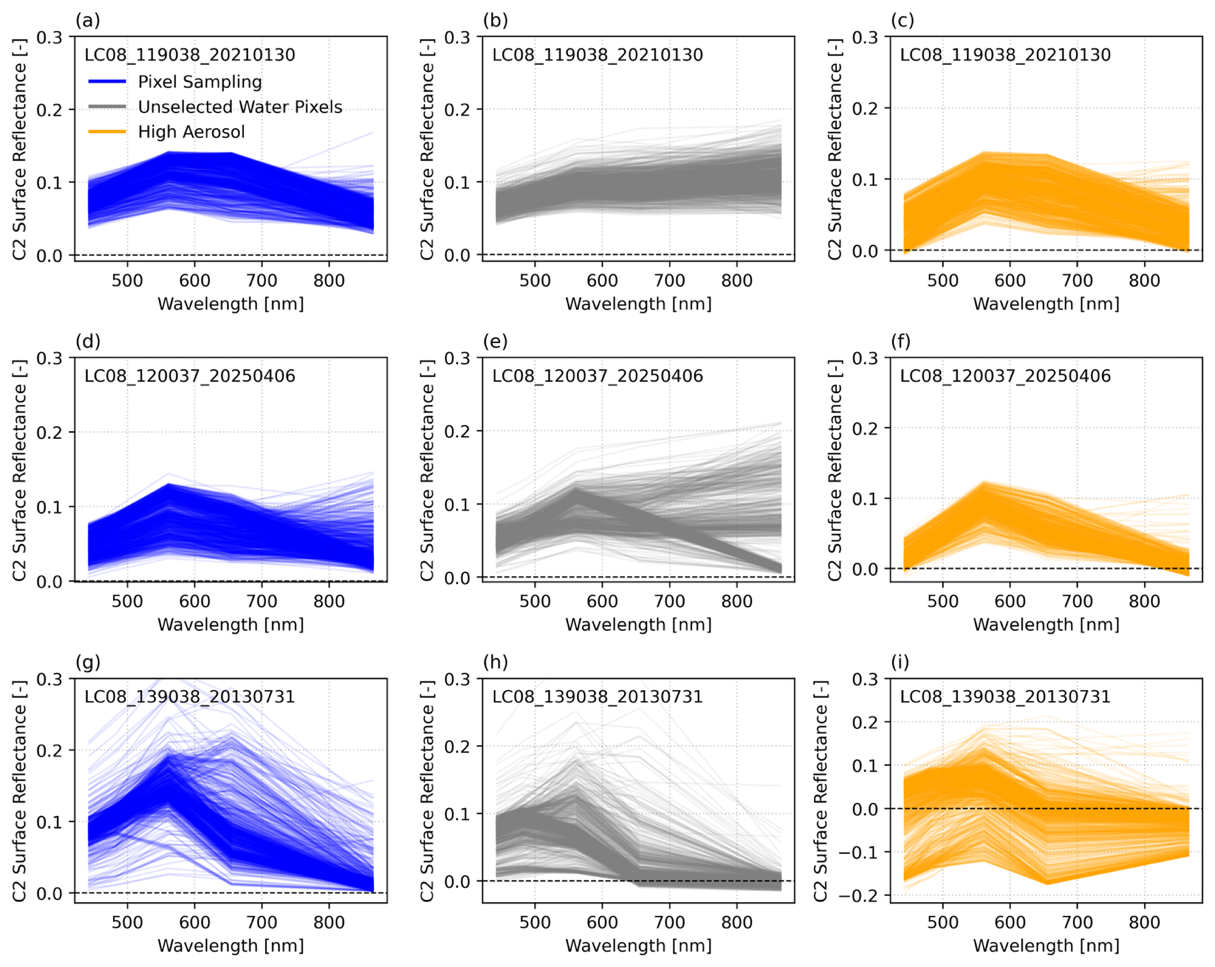 (a)
C2 Surface Reflectance [-]
0.3
0.2
0.1
0.0
LC08_119038_20210130
Pixel Sampling
Unselected Water Pixels
High Aerosol
500 600 700 800
Wavelength [nm]
(b)
C2 Surface Reflectance [-]
0.3
0.2
0.1
0.0
LC08_119038_20210130
500 600 700 800
Wavelength [nm]
(c)
C2 Surface Reflectance [-]
0.3
0.2
0.1
0.0
LC08_119038_20210130
500 600 700 800
Wavelength [nm]
(d)
C2 Surface Reflectance [-]
0.3
0.2
0.1
0.0
LC08_120037_20250406
500 600 700 800
Wavelength [nm]
(e)
C2 Surface Reflectance [-]
0.3
0.2
0.1
0.0
LC08_120037_20250406
500 600 700 800
Wavelength [nm]
(f)
C2 Surface Reflectance [-]
0.3
0.2
0.1
0.0
LC08_120037_20250406
500 600 700 800
Wavelength [nm]
(g)
C2 Surface Reflectance [-]
0.3
0.2
0.1
0.0
LC08_139038_20130731
500 600 700 800
Wavelength [nm]
(h)
C2 Surface Reflectance [-]
0.3
0.2
0.1
0.0
LC08_139038_20130731
500 600 700 800
Wavelength [nm]
(i)
C2 Surface Reflectance [-]
0.3
0.2
0.1
0.0
−0.1
−0.2
LC08_139038_20130731
500 600 700 800
Wavelength [nm]